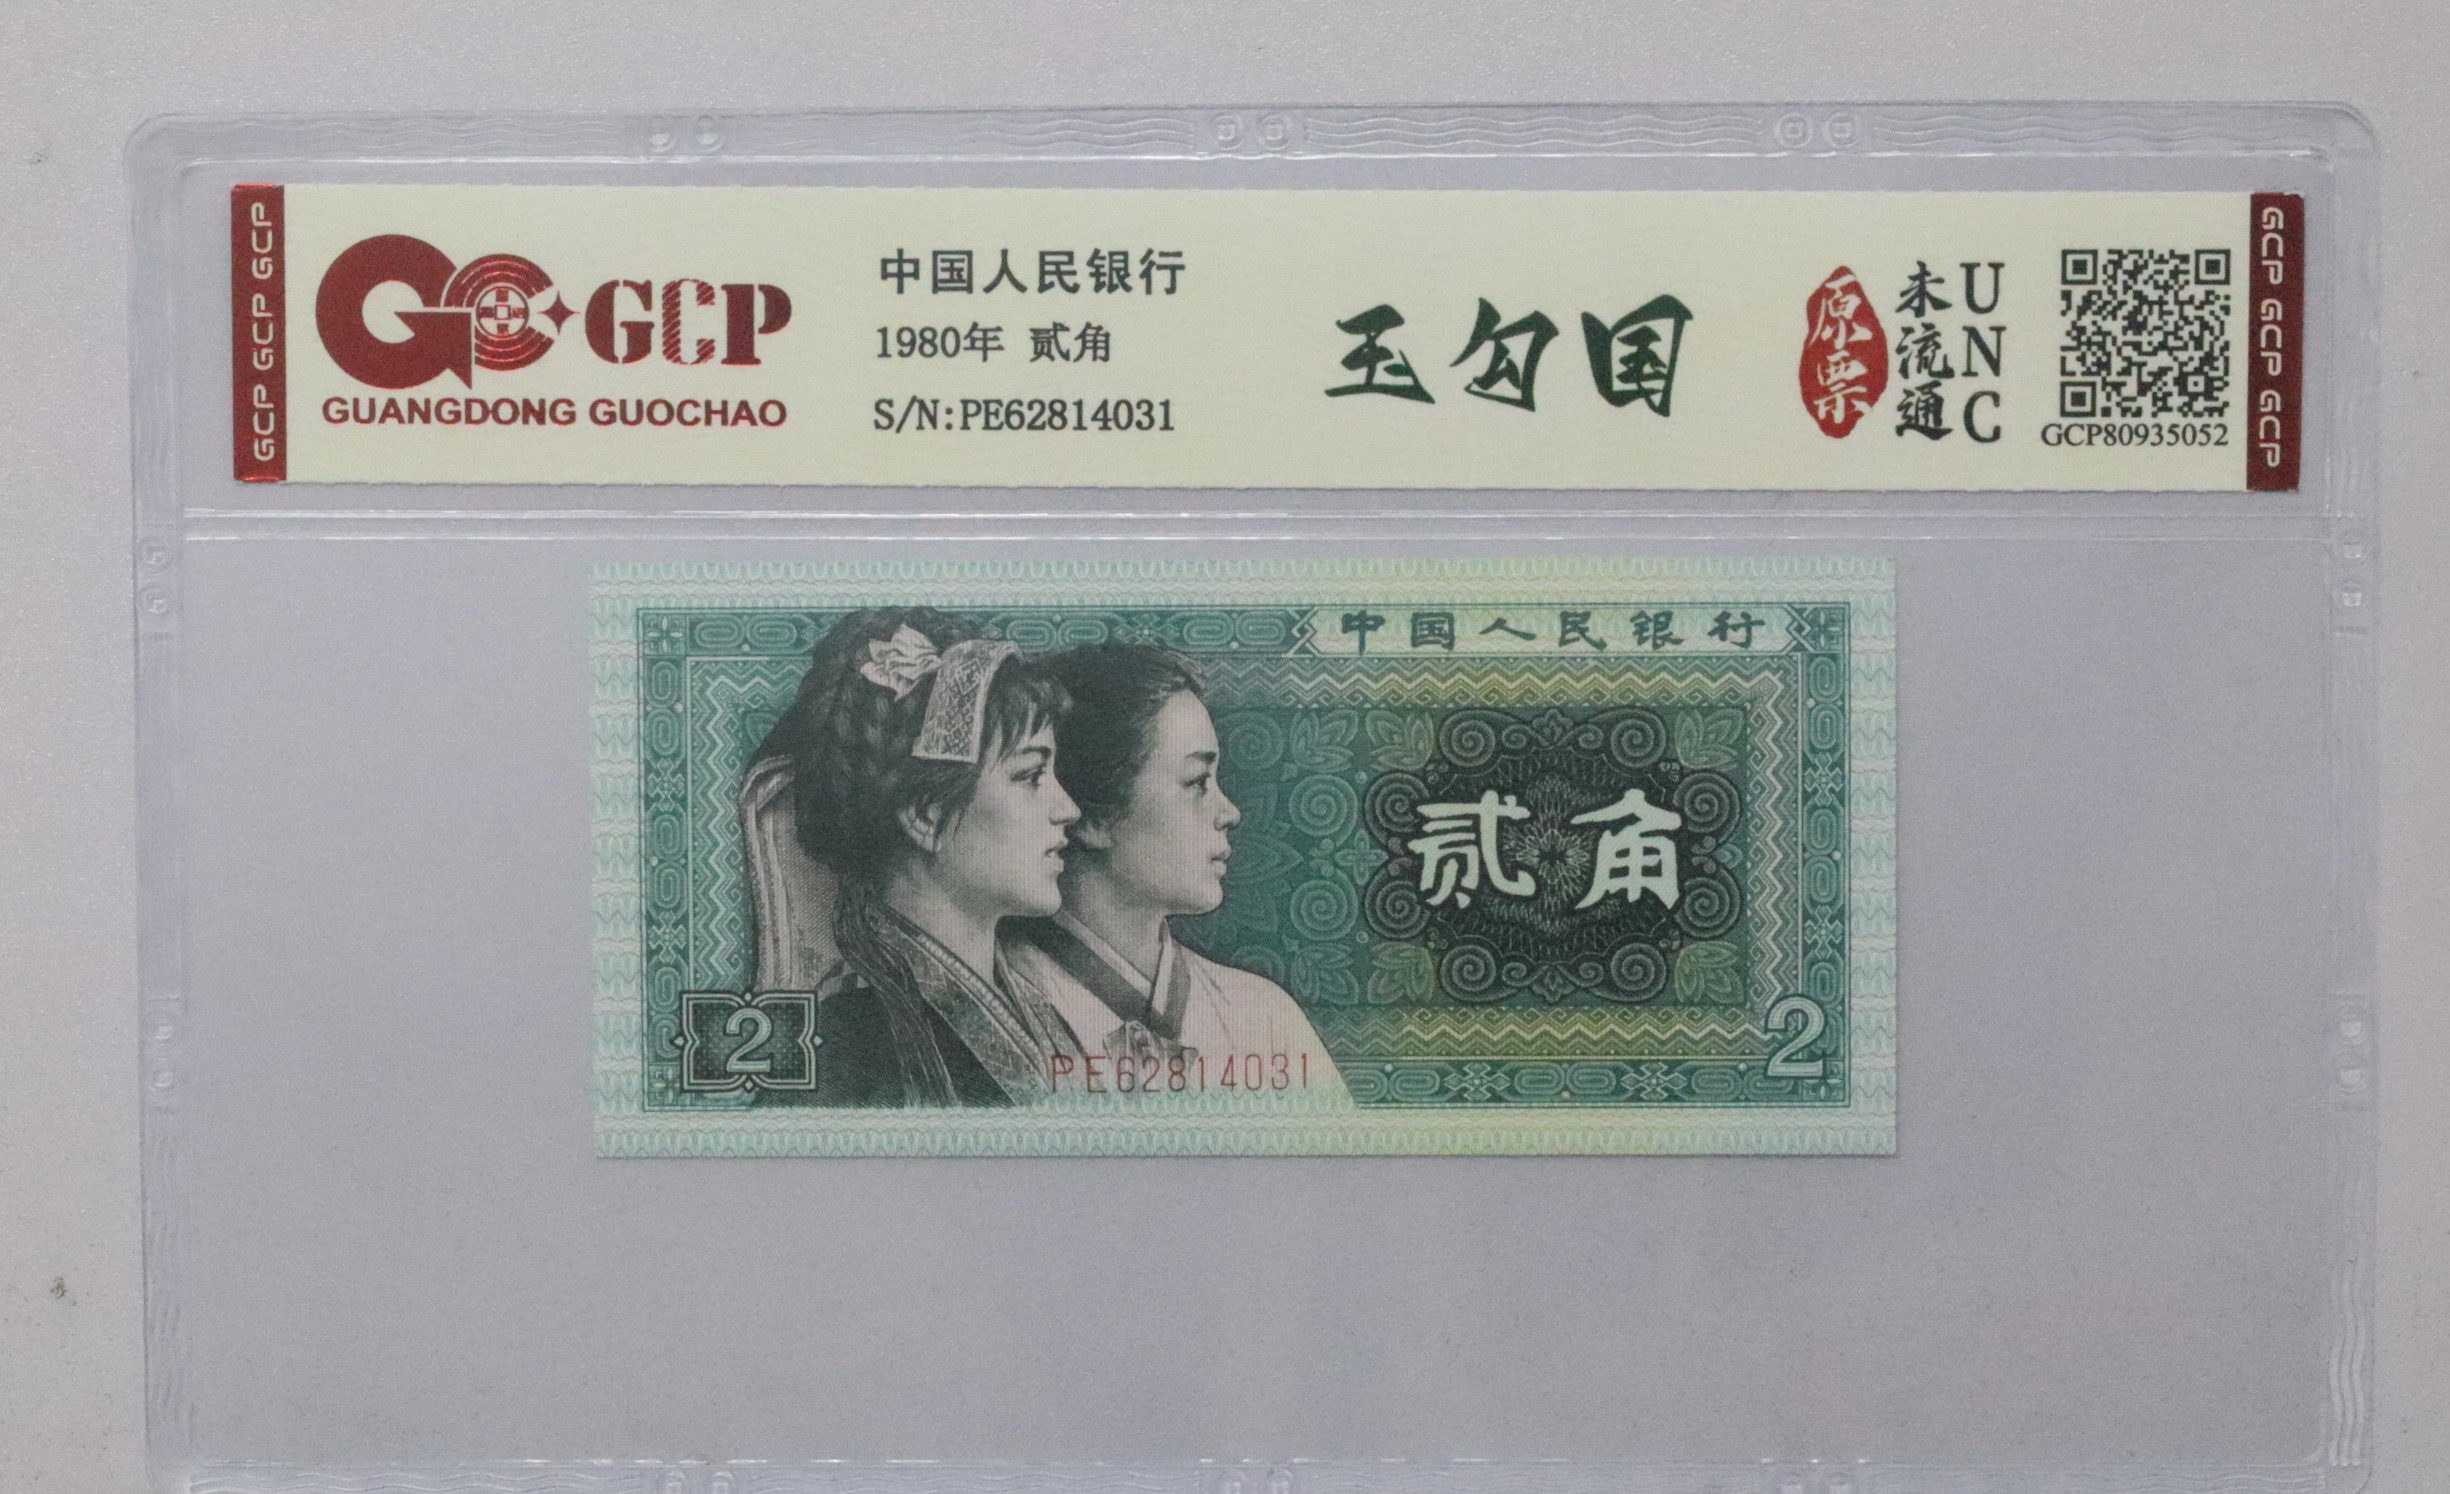 GCP GCP GCP
GCP
GUANGDONG GUOCHAO
中国人民银行
1980年 贰角
S/N:PE62814031
玉勾国
原票
未流通
UNC
GCP80935052
GCP GCP GCP
中国人民银行
贰角
2
2
PE62814031